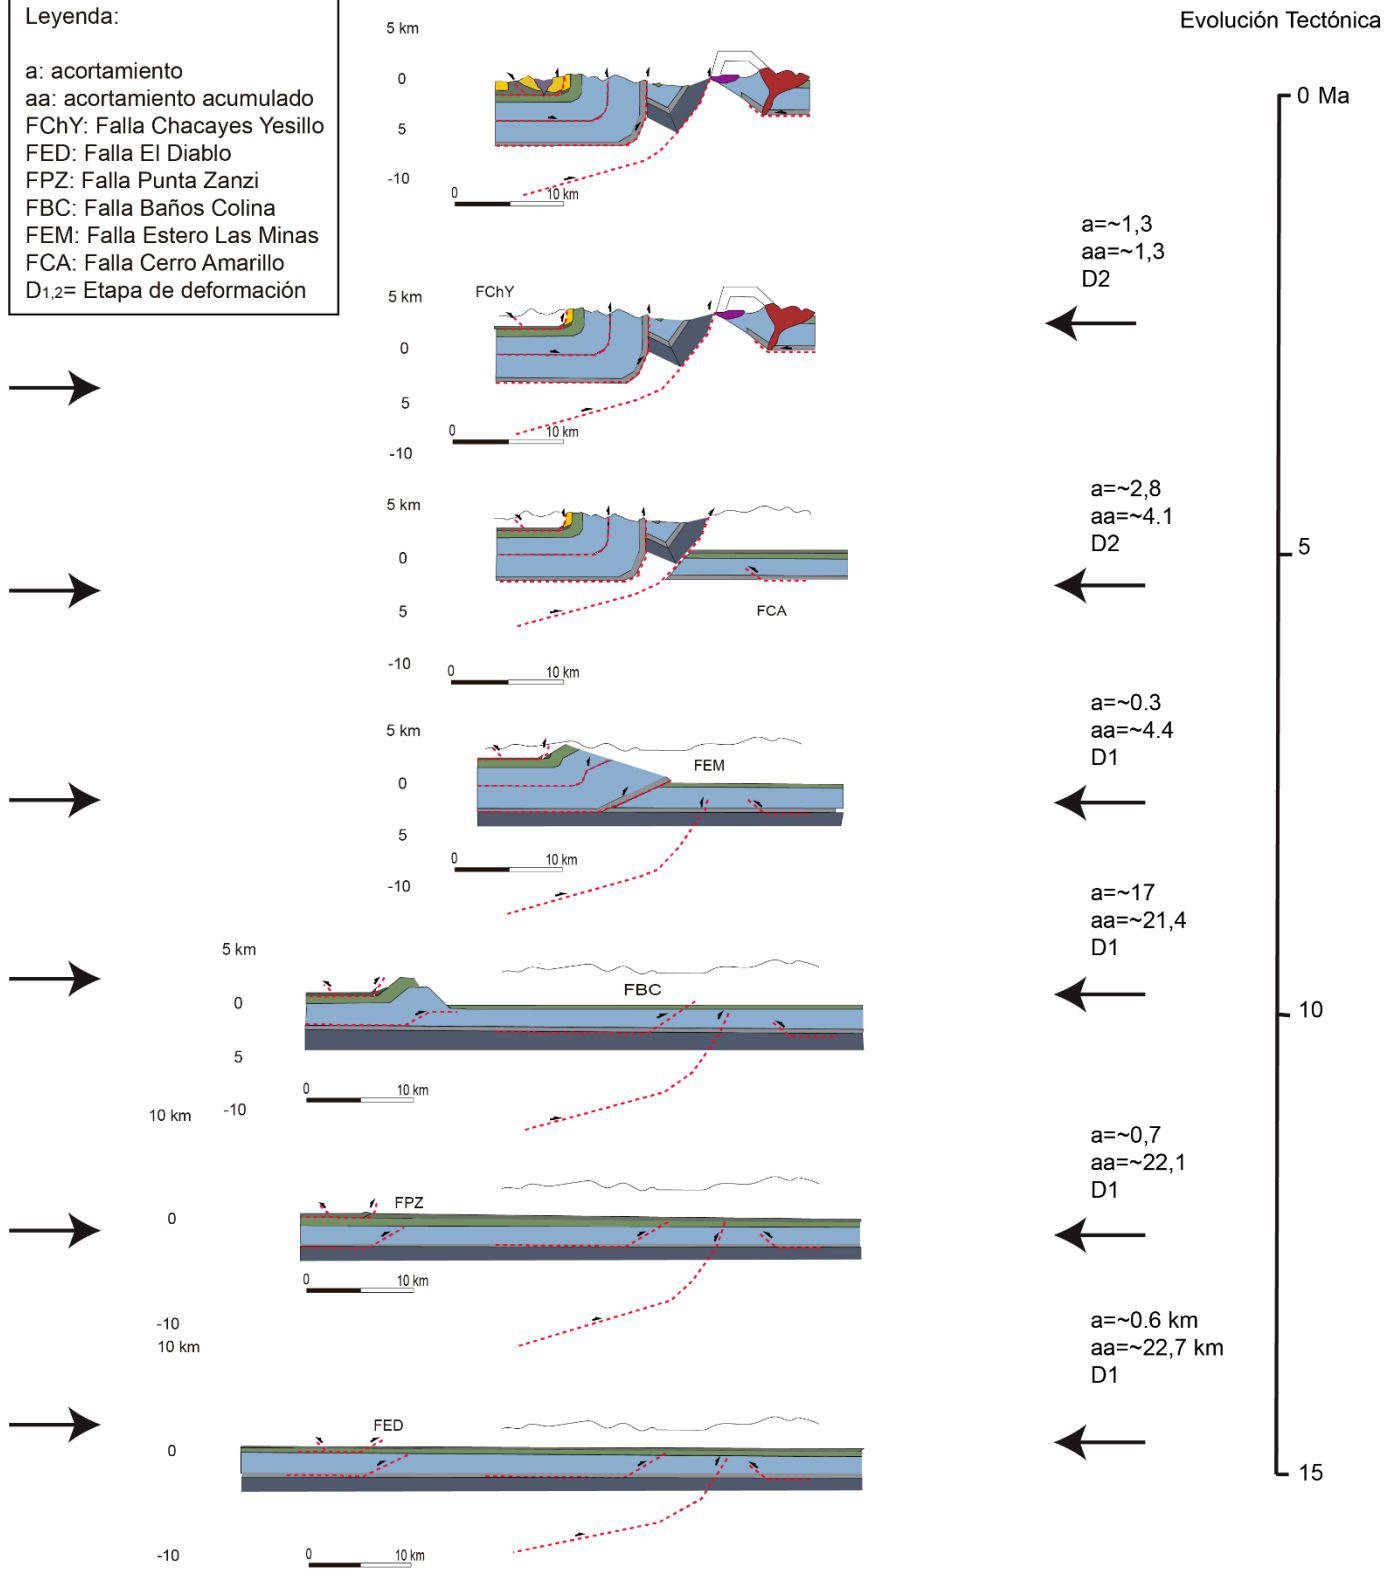 Leyenda:
a: acortamiento
aa: acortamiento acumulado
FChY: Falla Chacayes Yesillo
FED: Falla El Diablo
FPZ: Falla Punta Zanzi
FBC: Falla Baños Colina
FEM: Falla Estero Las Minas
FCA: Falla Cerro Amarillo
D1,2= Etapa de deformación
Evolución Tectónica
5 km
0
5
-10
0 10 km
0 Ma
a=~1,3
aa=~1,3
D2
5 km
FChY
0
5
-10
0 10 km
a=~2,8
aa=~4.1
D2
5 km
0
5
-10
FCA
0 10 km
5
a=~0.3
aa=~4.4
D1
5 km
FEM
0
5
-10
0 10 km
a=~17
aa=~21,4
D1
5 km
FBC
0
5
-10
0 10 km
10
10 km
a=~0,7
aa=~22,1
D1
FPZ
0
0 10 km
-10
10 km
a=~0.6 km
aa=~22,7 km
D1
FED
0
-10
0 10 km
15